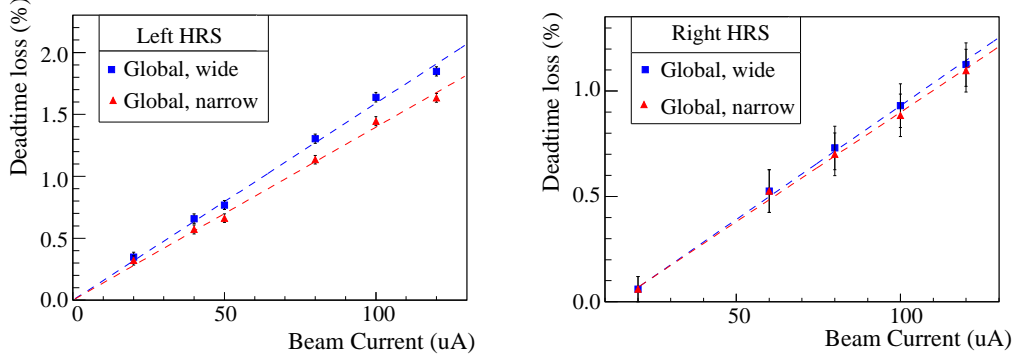 Left HRS
Global, wide
Global, narrow
Deadtime loss (%)
2.0
1.5
1.0
0.5
0.0
0
50
100
Beam Current (uA)
Right HRS
Global, wide
Global, narrow
Deadtime loss (%)
1.0
0.5
0.0
50
100
Beam Current (uA)